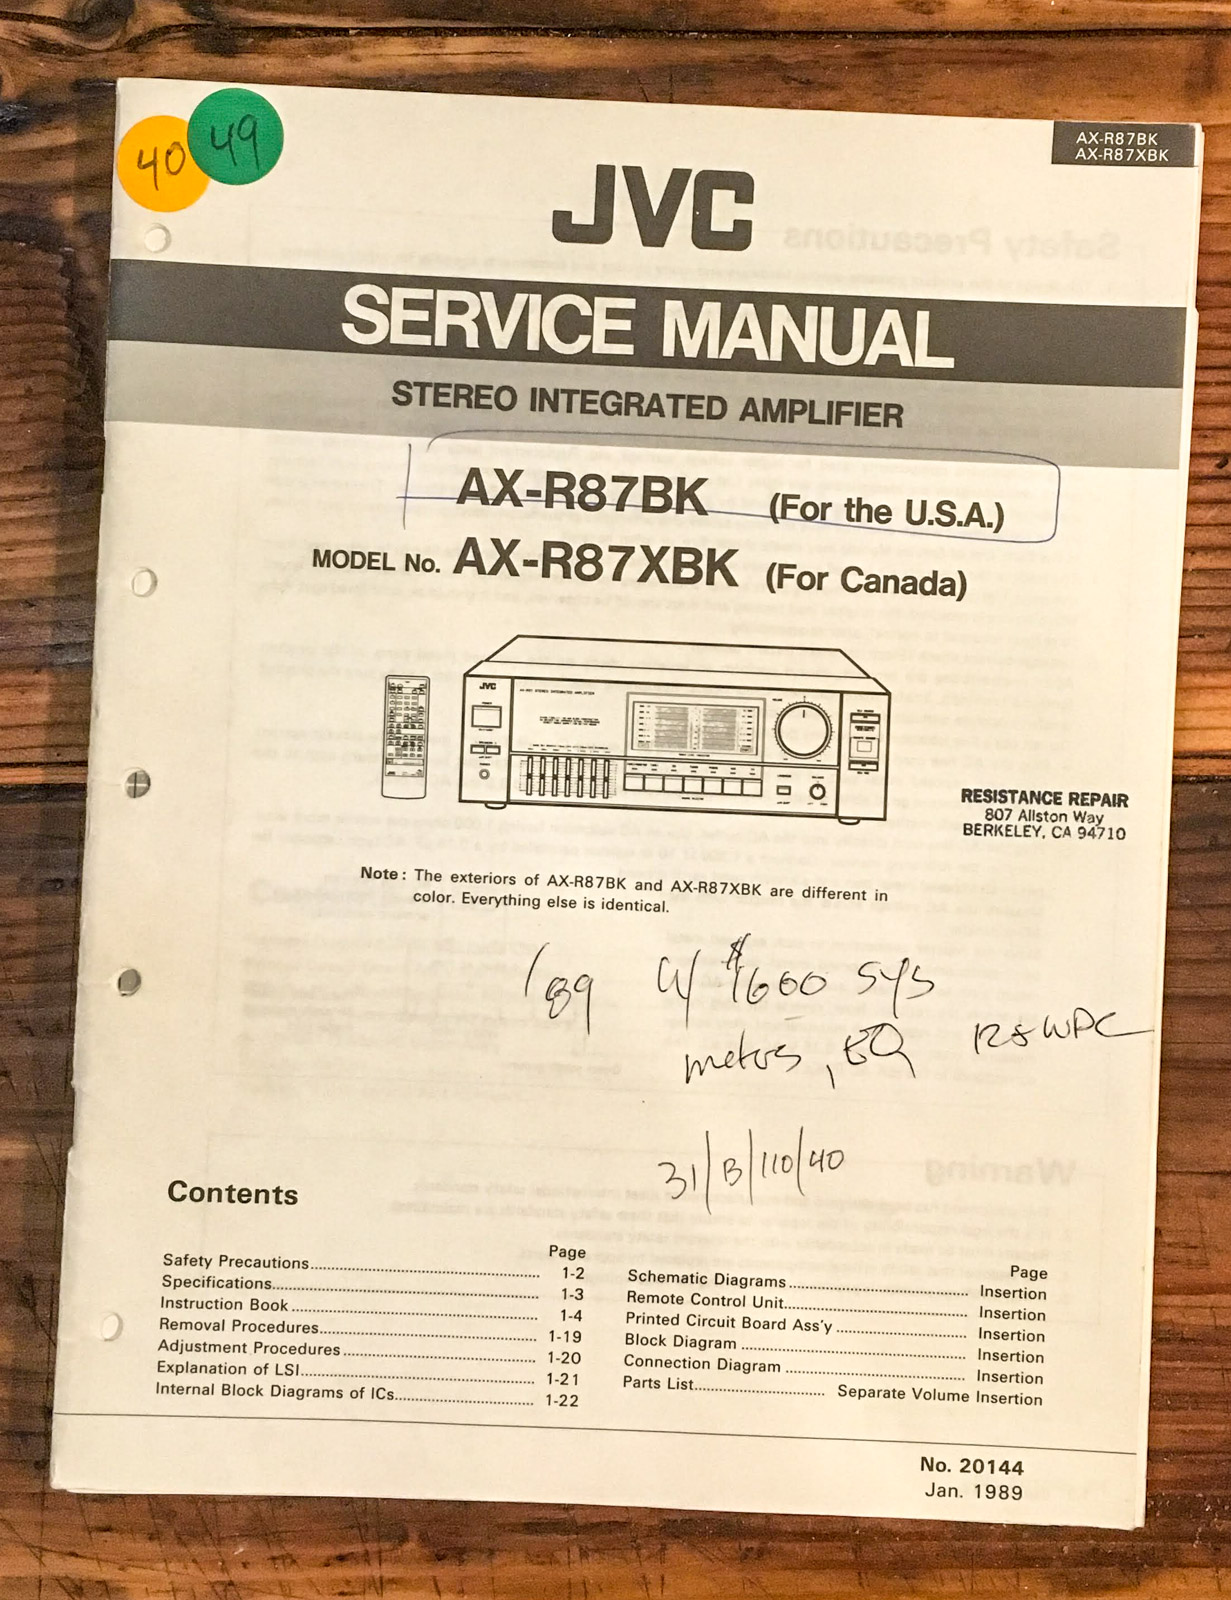 40
49
AX-R87BK
AX-R87XBK
JVC
SERVICE MANUAL
STEREO INTEGRATED AMPLIFIER
AX-R87BK (For the U.S.A.)
MODEL No. AX-R87XBK (For Canada)
JVC
RESISTANCE REPAIR
807 Allston Way
BERKELEY, CA 94710
Note : The exteriors of AX-R87BK and AX-R87XBK are different in
color. Everything else is identical.
/89 w/ $1600 sys
meters, EQ
31/B/110/40
Contents
Page
Safety Precautions 1-2
Specifications 1-3
Instruction Book 1-4
Removal Procedures 1-19
Adjustment Procedures 1-20
Explanation of LSI 1-21
Internal Block Diagrams of ICs 1-22
Page
Schematic Diagrams Insertion
Remote Control Unit Insertion
Printed Circuit Board Ass'y Insertion
Block Diagram Insertion
Connection Diagram Insertion
Parts List Separate Volume Insertion
No. 20144
Jan. 1989